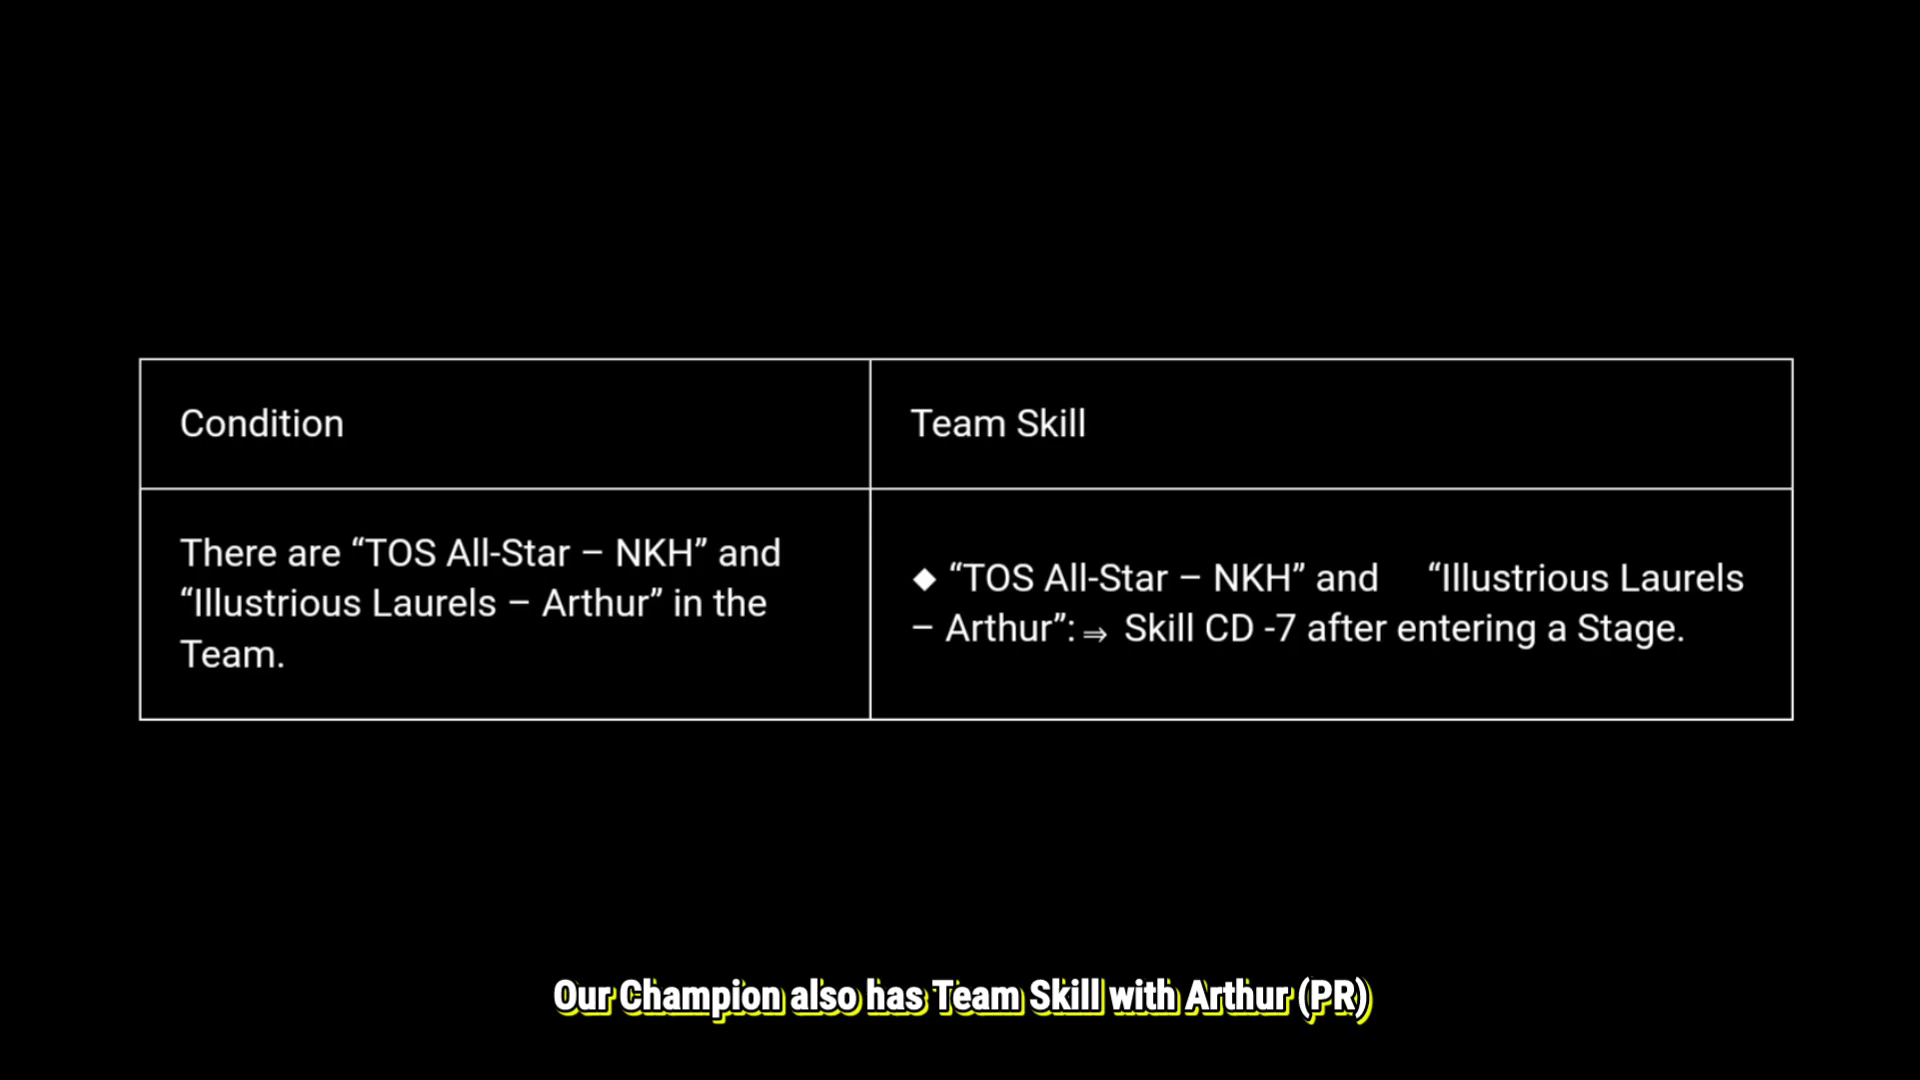 Condition
Team Skill
There are “TOS All-Star – NKH” and
“Illustrious Laurels – Arthur” in the
Team.
◆ “TOS All-Star – NKH” and “Illustrious Laurels
– Arthur”: ⇒ Skill CD -7 after entering a Stage.
Our Champion also has Team Skill with Arthur (PR)